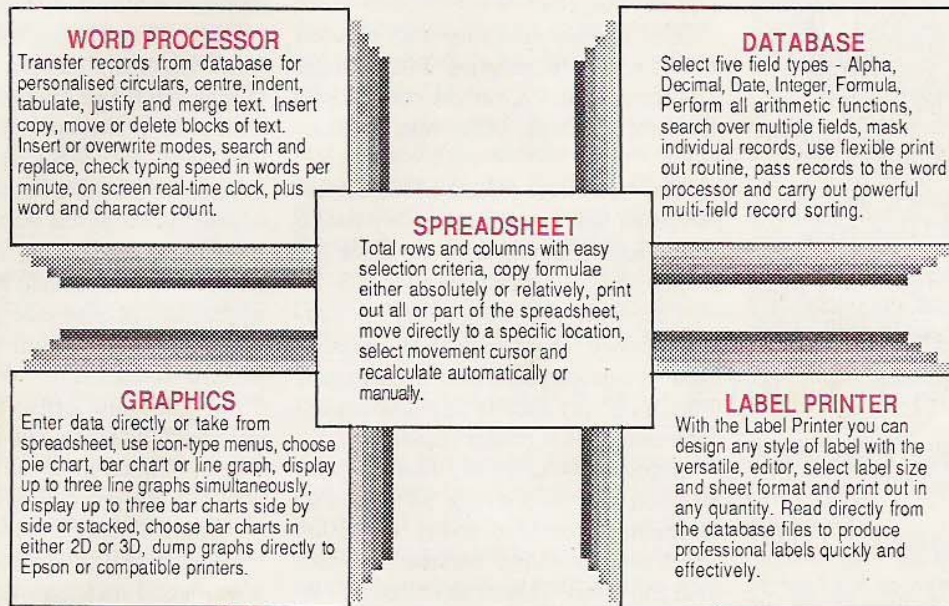 WORD PROCESSOR
Transfer records from database for
personalised circulars, centre, indent,
tabulate, justify and merge text. Insert
copy, move or delete blocks of text.
Insert or overwrite modes, search and
replace, check typing speed in words per
minute, on screen real-time clock, plus
word and character count.
DATABASE
Select five field types - Alpha,
Decimal, Date, Integer, Formula,
Perform all arithmetic functions,
search over multiple fields, mask
individual records, use flexible print
out routine, pass records to the word
processor and carry out powerful
multi-field record sorting.
SPREADSHEET
Total rows and columns with easy
selection criteria, copy formulae
either absolutely or relatively, print
out all or part of the spreadsheet,
move directly to a specific location,
select movement cursor and
recalculate automatically or
manually.
GRAPHICS
Enter data directly or take from
spreadsheet, use icon-type menus, choose
pie chart, bar chart or line graph, display
up to three line graphs simultaneously,
display up to three bar charts side by
side or stacked, choose bar charts in
either 2D or 3D, dump graphs directly to
Epson or compatible printers.
LABEL PRINTER
With the Label Printer you can
design any style of label with the
versatile, editor, select label size
and sheet format and print out in
any quantity. Read directly from
the database files to produce
professional labels quickly and
effectively.